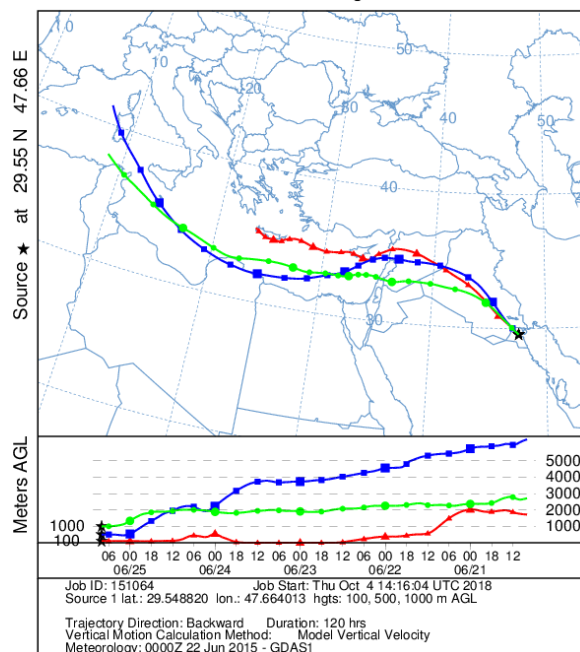 10
50
10
20
50
30
40
50
40
30
Source ★ at 29.55 N 47.66 E
Meters AGL
5000
4000
3000
2000
1000
1000
100
06 18 12 06 00 18 12 06 00 18 12 06 00 18 12 06 00 18 12
06/25 06/24 06/23 06/22 06/21
Job ID: 151064 Job Start: Thu Oct 4 14:16:04 UTC 2018
Source 1 lat.: 29.548820 lon.: 47.664013 hgts: 100, 500, 1000 m AGL
Trajectory Direction: Backward Duration: 120 hrs
Vertical Motion Calculation Method: Model Vertical Velocity
Meteorology: 0000Z 22 Jun 2015 - GDAS1